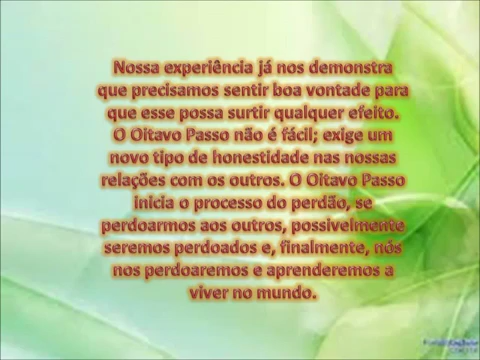 Nossa experiência já nos demonstra
que precisamos sentir boa vontade para
que esse possa surtir qualquer efeito.
O Oitavo Passo não é fácil; exige um
novo tipo de honestidade nas nossas
relações com os outros. O Oitavo Passo
inicia o processo do perdão, se
perdoarmos aos outros, possivelmente
seremos perdoados e, finalmente, nós
nos perdoaremos e aprenderemos a
viver no mundo.